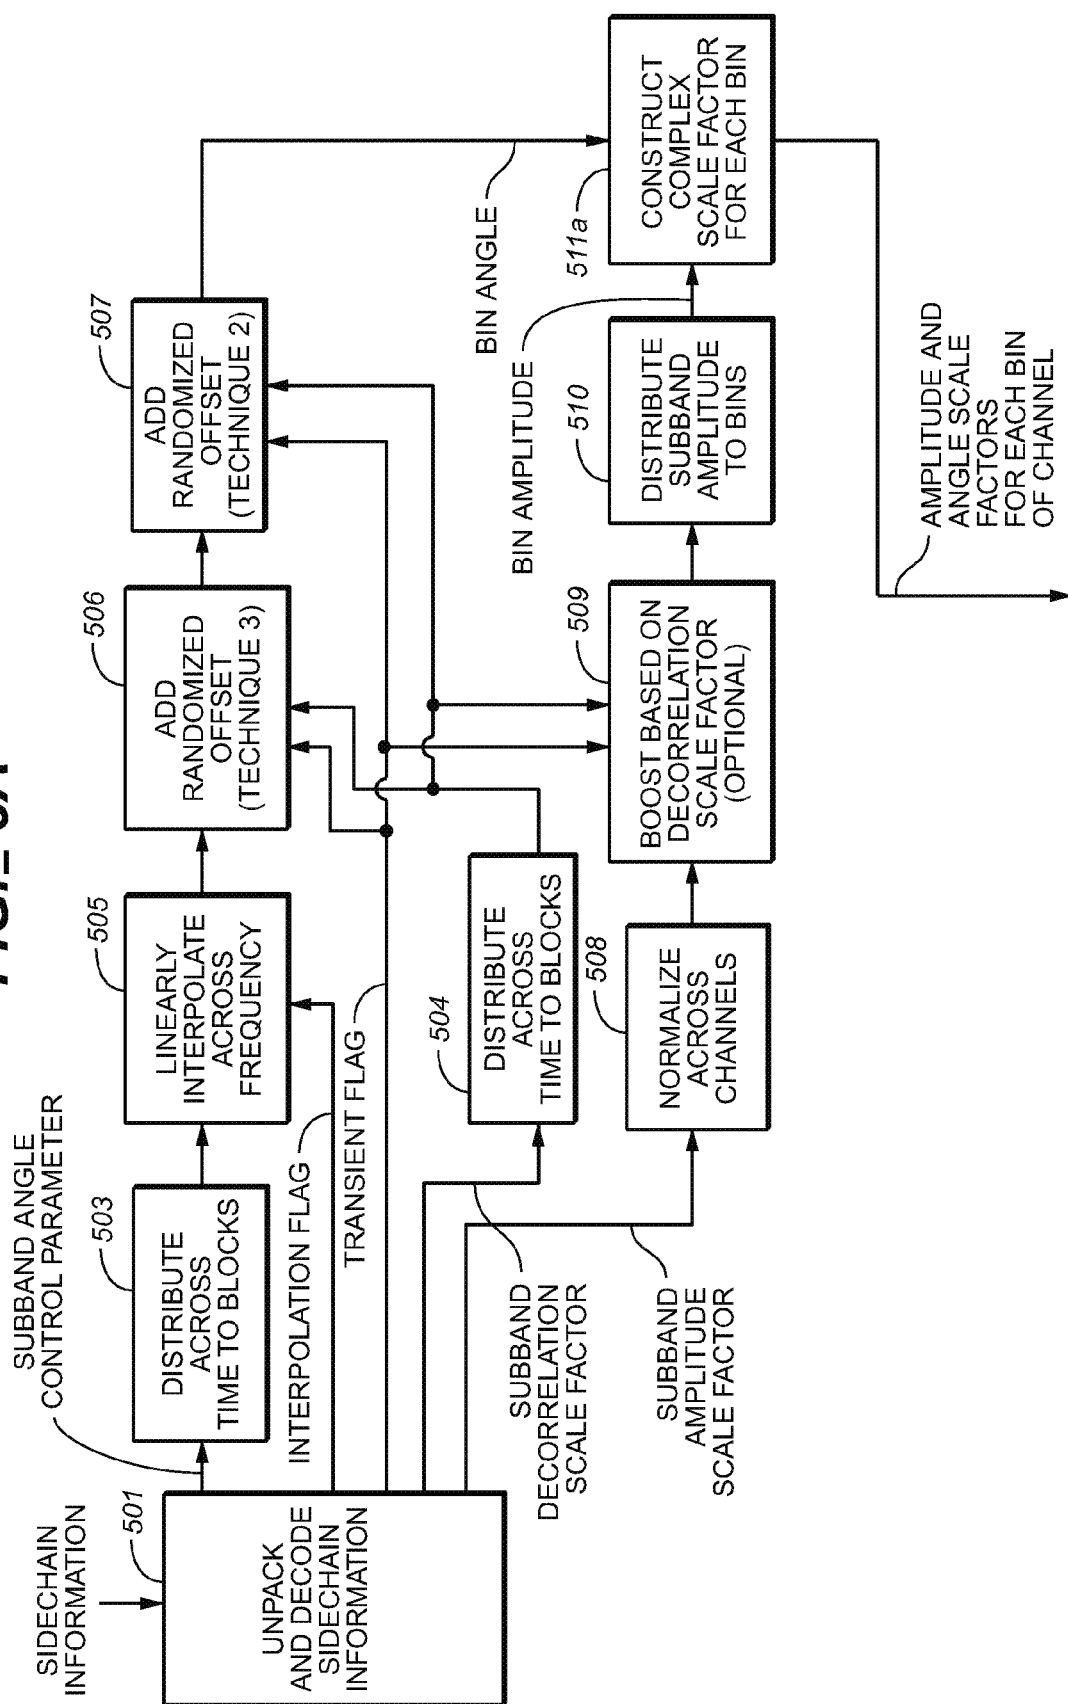 SIDECHAIN
INFORMATION
501
UNPACK
AND DECODE
SIDECHAIN
INFORMATION
SUBBAND ANGLE
CONTROL PARAMETER
503
DISTRIBUTE
ACROSS
TIME TO BLOCKS
505
LINEARLY
INTERPOLATE
ACROSS
FREQUENCY
506
ADD
RANDOMIZED
OFFSET
(TECHNIQUE 3)
507
ADD
RANDOMIZED
OFFSET
(TECHNIQUE 2)
INTERPOLATION FLAG
TRANSIENT FLAG
BIN ANGLE
SUBBAND
DECORRELATION
SCALE FACTOR
504
DISTRIBUTE
ACROSS
TIME TO BLOCKS
SUBBAND
AMPLITUDE
SCALE FACTOR
508
NORMALIZE
ACROSS
CHANNELS
509
BOOST BASED ON
DECORRELATION
SCALE FACTOR
(OPTIONAL)
BIN AMPLITUDE
510
DISTRIBUTE
SUBBAND
AMPLITUDE
TO BINS
511a
CONSTRUCT
COMPLEX
SCALE FACTOR
FOR EACH BIN
AMPLITUDE AND
ANGLE SCALE
FACTORS
FOR EACH BIN
OF CHANNEL